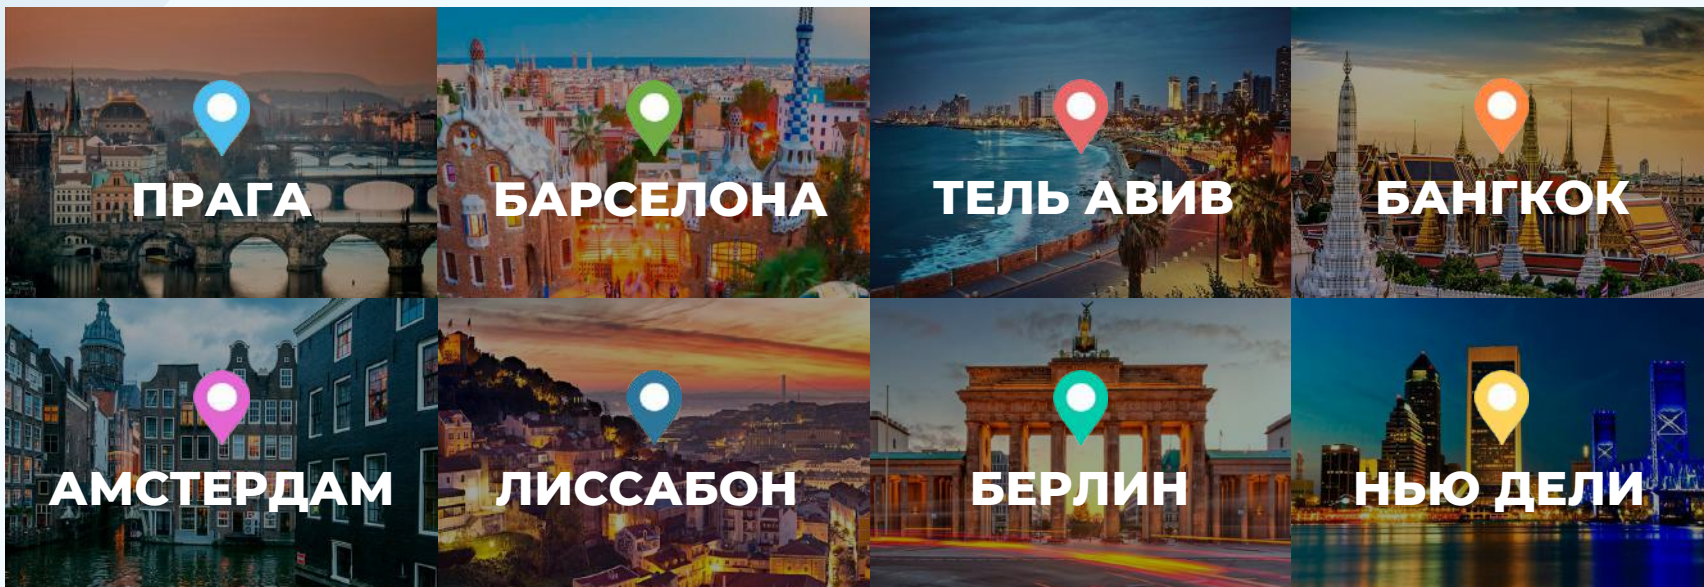 ПРАГА
БАРСЕЛОНА
ТЕЛЬ АВИВ
БАНГКОК
АМСТЕРДАМ
ЛИССАБОН
БЕРЛИН
НЬЮ ДЕЛИ